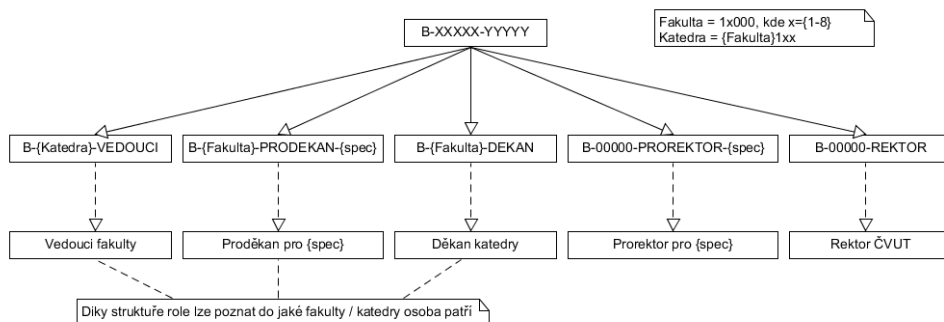 B-XXXXX-YYYYY
Fakulta = 1x000, kde x={1-8}
Katedra = {Fakulta}1xx
B-{Katedra}-VEDOUCI
B-{Fakulta}-PRODEKAN-{spec}
B-{Fakulta}-DEKAN
B-00000-PROREKTOR-{spec}
B-00000-REKTOR
Vedouci fakulty
Proděkan pro {spec}
Děkan katedry
Prorektor pro {spec}
Rektor ČVUT
Diky struktuře role lze poznat do jaké fakulty / katedry osoba patří